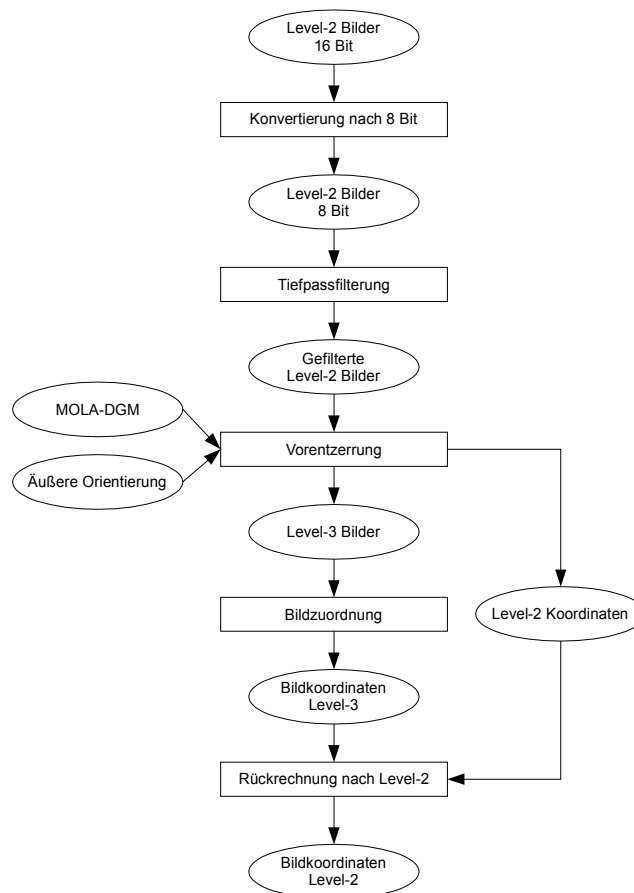 Level-2 Bilder
16 Bit
Konvertierung nach 8 Bit
Level-2 Bilder
8 Bit
Tiefpassfilterung
Gefilterte
Level-2 Bilder
MOLA-DGM
Vorentzerrung
Äußere Orientierung
Level-3 Bilder
Bildzuordnung
Level-2 Koordinaten
Bildkoordinaten
Level-3
Rückrechnung nach Level-2
Bildkoordinaten
Level-2